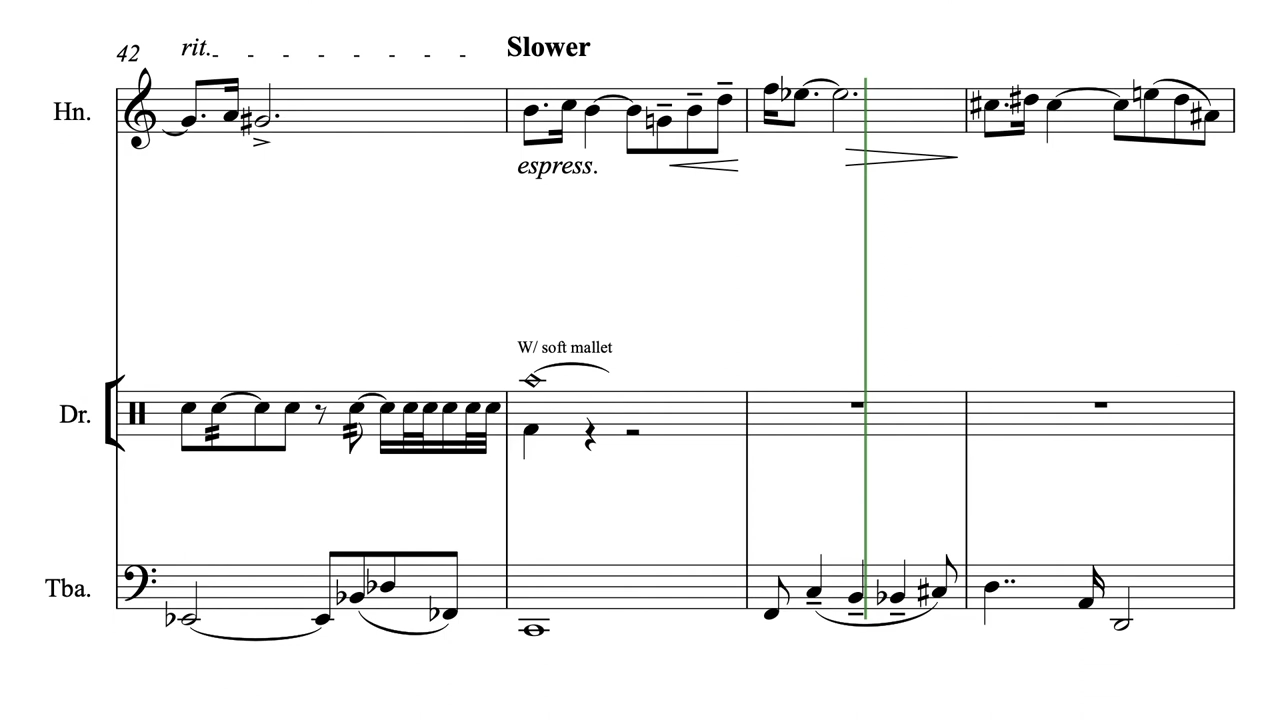 42
rit.
Slower
Hn.
espress.
W/ soft mallet
Dr.
Tba.